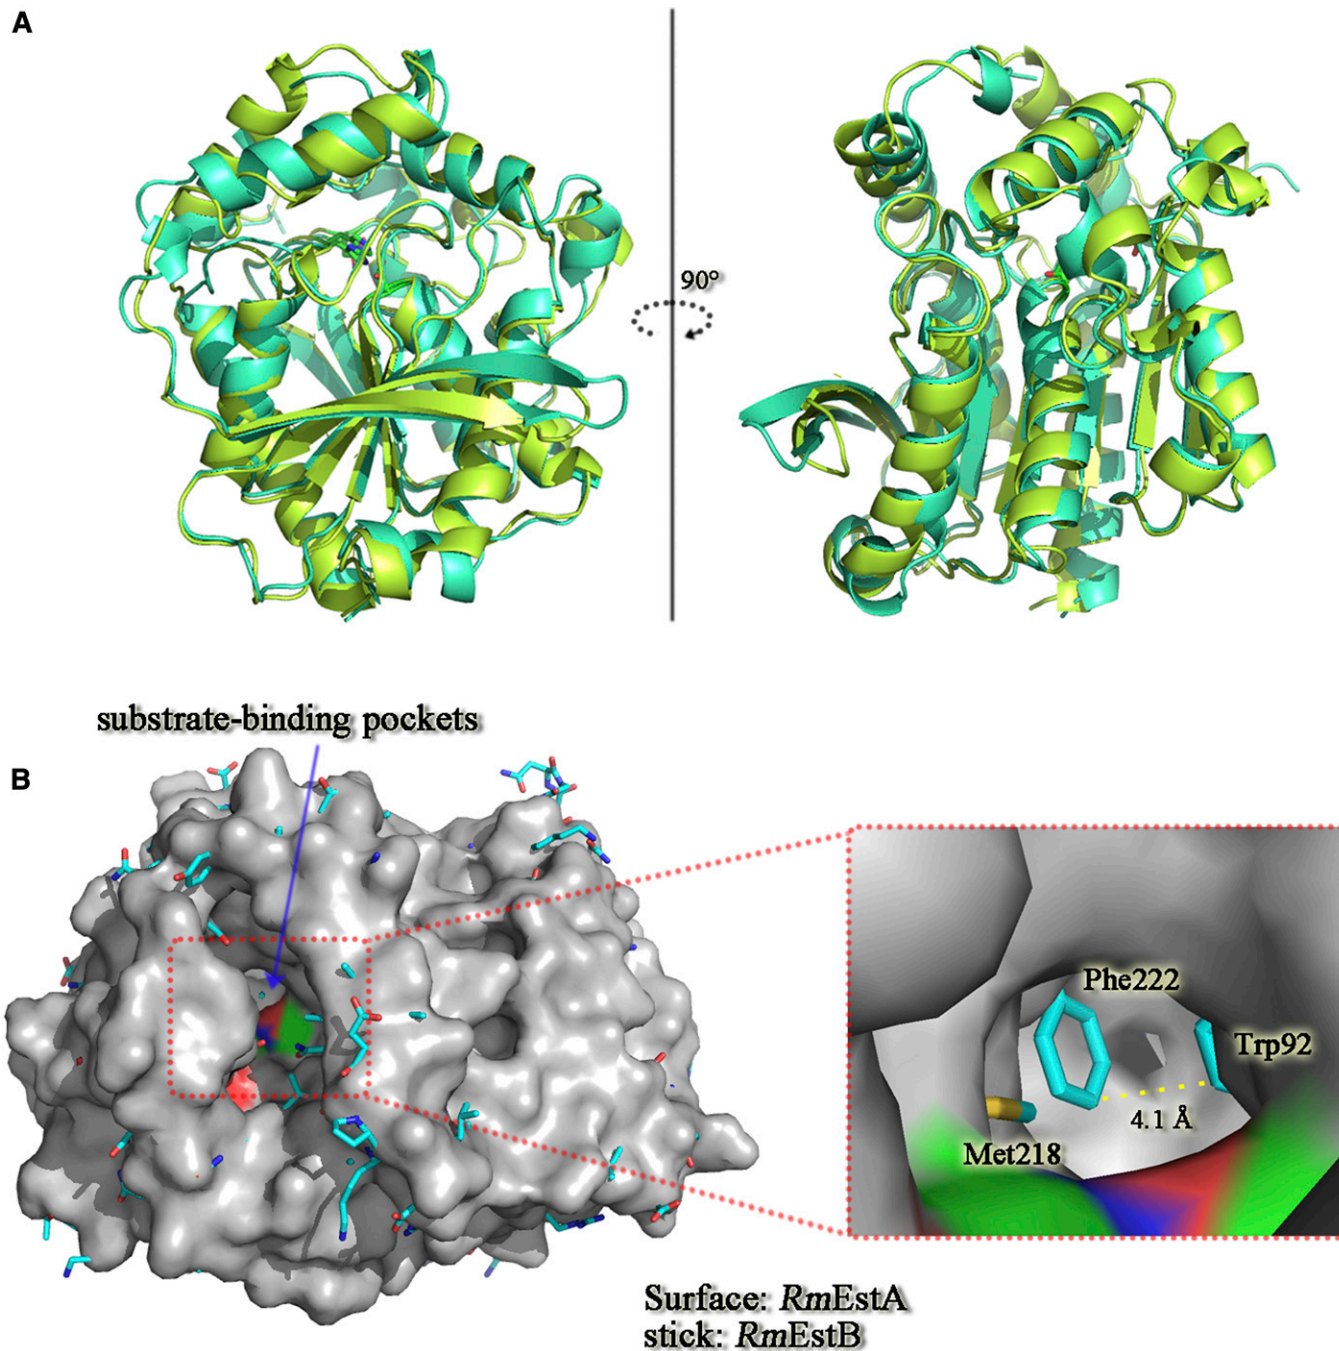 A
90°
substrate-binding pockets
B
Phe222
Trp92
4.1 Å
Met218
Surface: RmEstA
stick: RmEstB